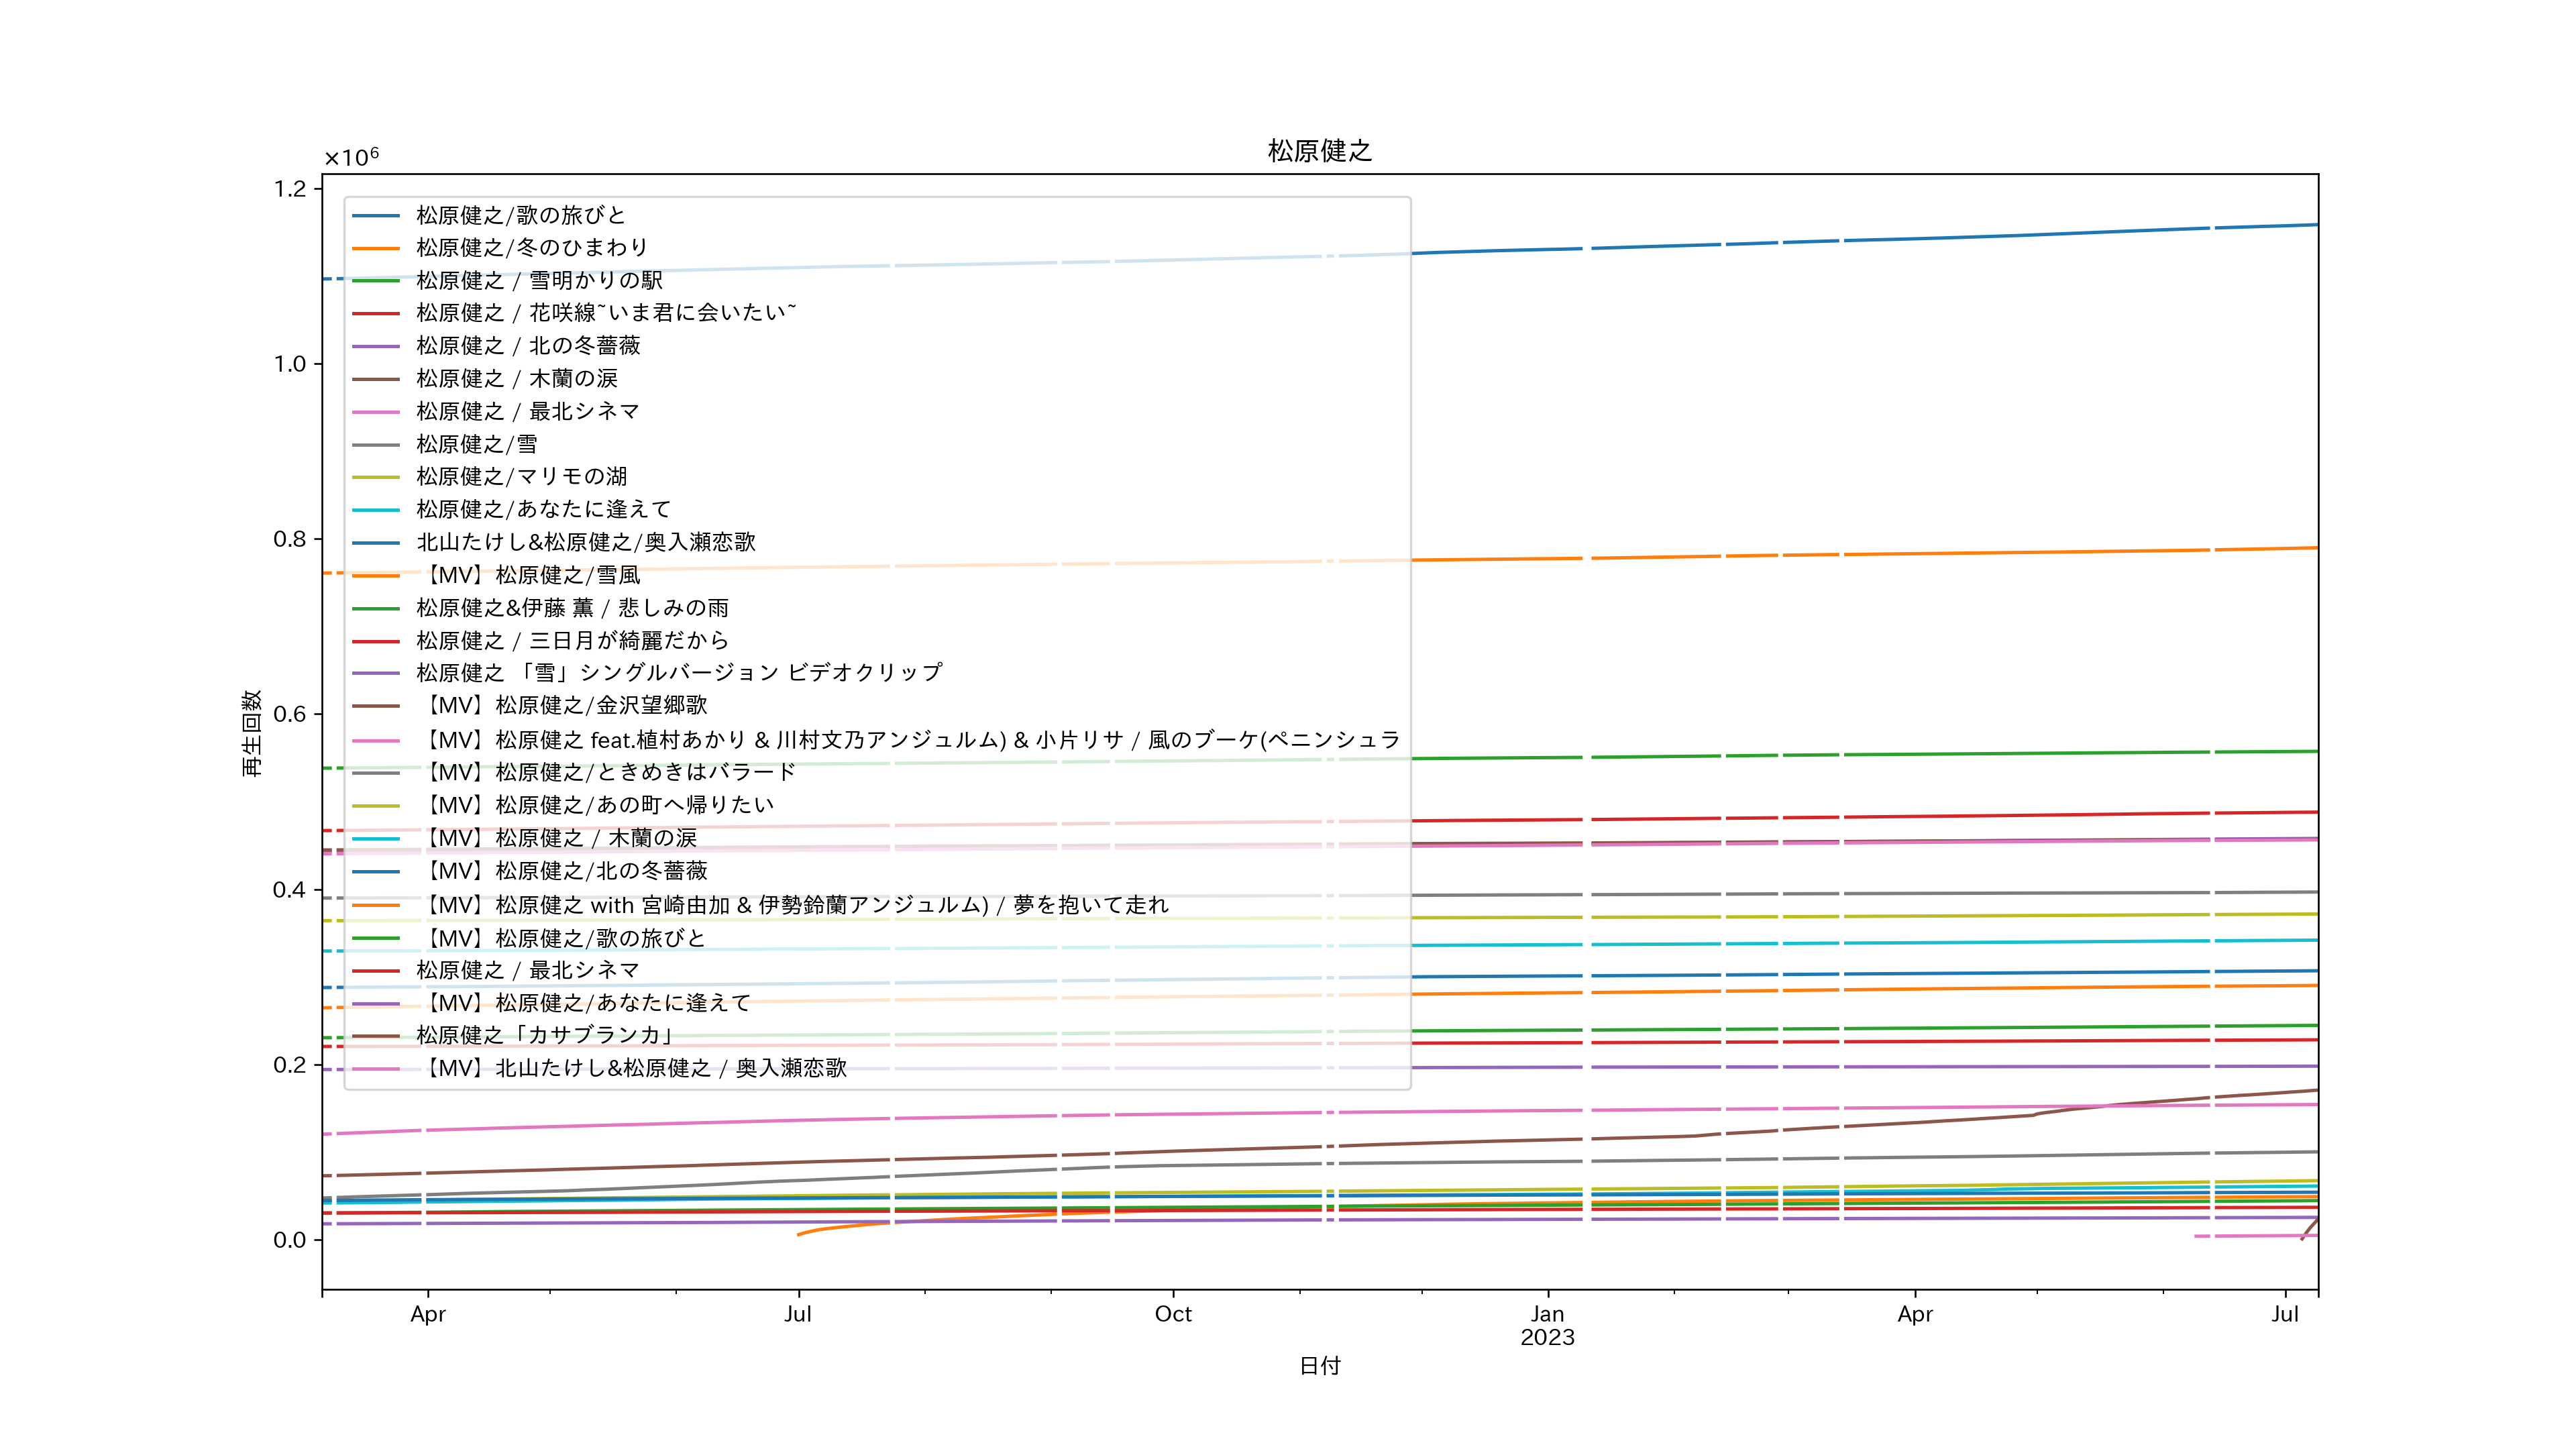 松原健之
×10⁶
1.2
1.0
0.8
0.6
0.4
0.2
0.0
再生回数
松原健之/歌の旅びと
松原健之/冬のひまわり
松原健之 / 雪明かりの駅
松原健之 / 花咲線~いま君に会いたい~
松原健之 / 北の冬薔薇
松原健之 / 木蘭の涙
松原健之 / 最北シネマ
松原健之/雪
松原健之/マリモの湖
松原健之/あなたに逢えて
北山たけし&松原健之/奥入瀬恋歌
【MV】松原健之/雪風
松原健之&伊藤 薫 / 悲しみの雨
松原健之 / 三日月が綺麗だから
松原健之 「雪」シングルバージョン ビデオクリップ
【MV】松原健之/金沢望郷歌
【MV】松原健之 feat.植村あかり & 川村文乃アンジュルム) & 小片リサ / 風のブーケ(ペニンシュラ
【MV】松原健之/ときめきはバラード
【MV】松原健之/あの町へ帰りたい
【MV】松原健之 / 木蘭の涙
【MV】松原健之/北の冬薔薇
【MV】松原健之 with 宮崎由加 & 伊勢鈴蘭アンジュルム) / 夢を抱いて走れ
【MV】松原健之/歌の旅びと
松原健之 / 最北シネマ
【MV】松原健之/あなたに逢えて
松原健之「カサブランカ」
【MV】北山たけし&松原健之 / 奥入瀬恋歌
Apr
Jul
Oct
Jan
2023
Apr
Jul
日付